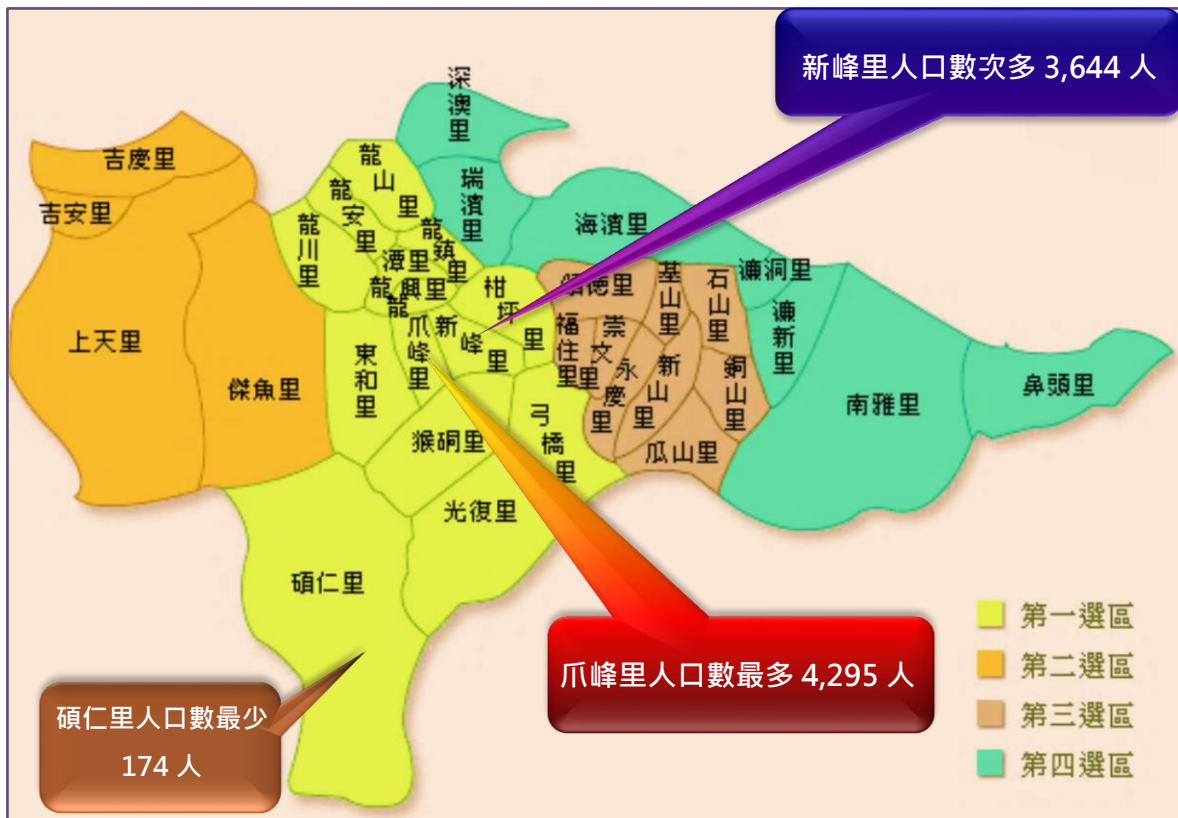 新峰里人口數次多 3,644 人
深澳里
吉慶里
龍山里
瑞濱里
吉安里
龍安里
龍川里
海濱里
龍鎮里
龍潭里
濂洞里
頌德里
基山里
石山里
柑坪里
龍興里
濂新里
上天里
東和里
爪峰里
新峰里
福住里
崇文里
永慶里
新山里
銅山里
傑魚里
南雅里
鼻頭里
猴硐里
弓橋里
瓜山里
光復里
碩仁里
第一選區
爪峰里人口數最多 4,295 人
第二選區
碩仁里人口數最少
174 人
第三選區
第四選區